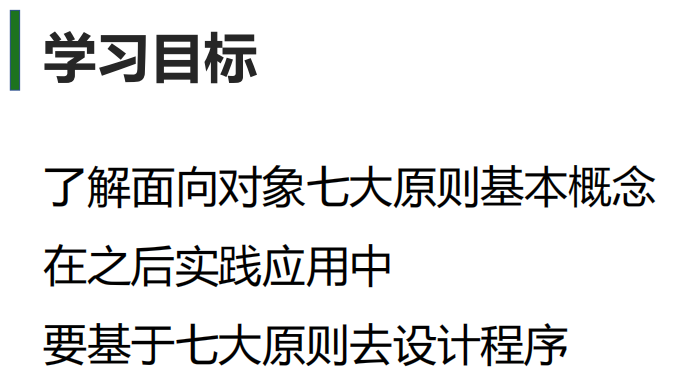 学习目标
了解面向对象七大原则基本概念
在之后实践应用中
要基于七大原则去设计程序